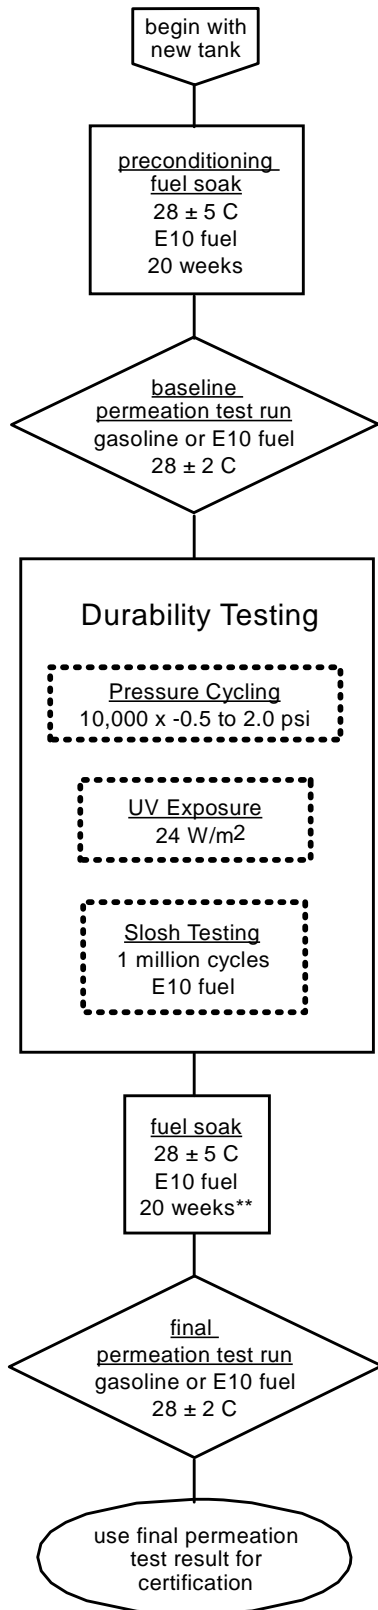 begin with
new tank
preconditioning
fuel soak
28 ± 5 C
E10 fuel
20 weeks
baseline
permeation test run
gasoline or E10 fuel
28 ± 2 C
Durability Testing
Pressure Cycling
10,000 x -0.5 to 2.0 psi
UV Exposure
24 W/m2
Slosh Testing
1 million cycles
E10 fuel
fuel soak
28 ± 5 C
E10 fuel
20 weeks**
final
permeation test run
gasoline or E10 fuel
28 ± 2 C
use final permeation
test result for
certification